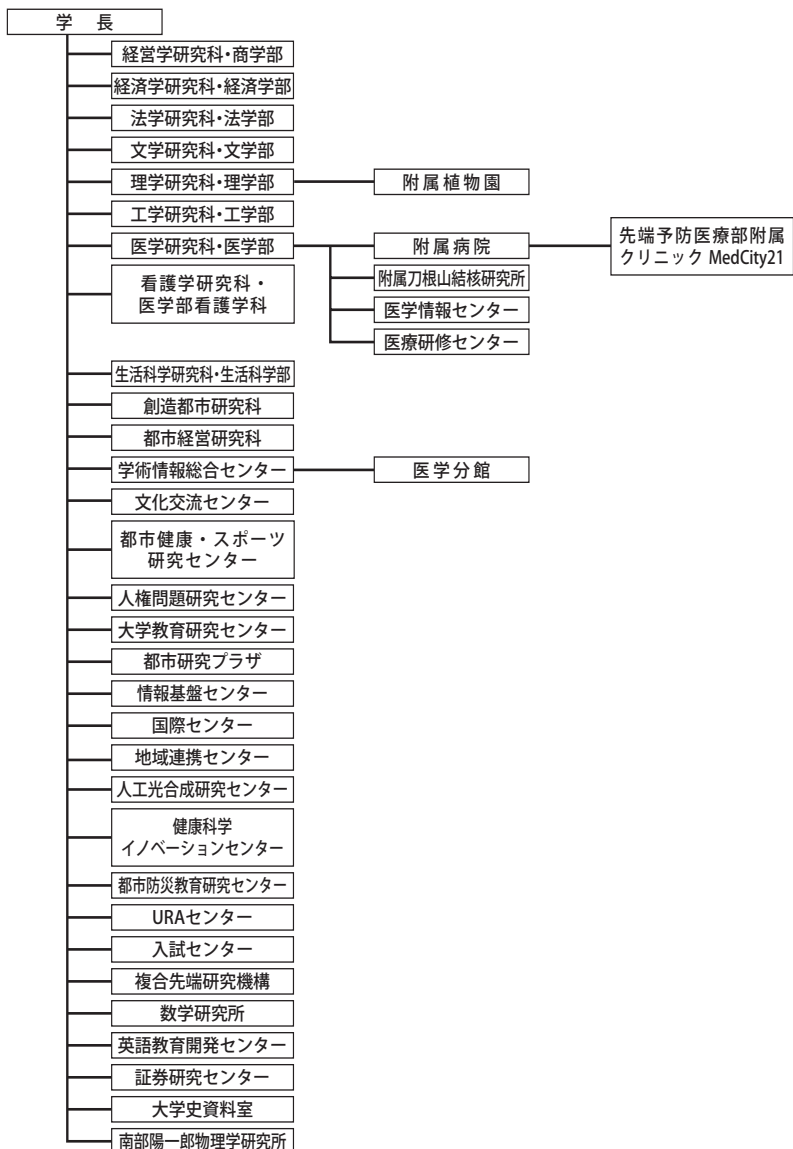 学長
経営学研究科・商学部
経済学研究科・経済学部
法学研究科・法学部
文学研究科・文学部
理学研究科・理学部
附属植物園
工学研究科・工学部
医学研究科・医学部
附属病院
先端予防医療部附属
クリニック MedCity21
附属刀根山結核研究所
医学情報センター
医療研修センター
看護学研究科・
医学部看護学科
生活科学研究科・生活科学部
創造都市研究科
都市経営研究科
学術情報総合センター
医学分館
文化交流センター
都市健康・スポーツ
研究センター
人権問題研究センター
大学教育研究センター
都市研究プラザ
情報基盤センター
国際センター
地域連携センター
人工光合成研究センター
健康科学
イノベーションセンター
都市防災教育研究センター
URAセンター
入試センター
複合先端研究機構
数学研究所
英語教育開発センター
証券研究センター
大学史資料室
南部陽一郎物理学研究所